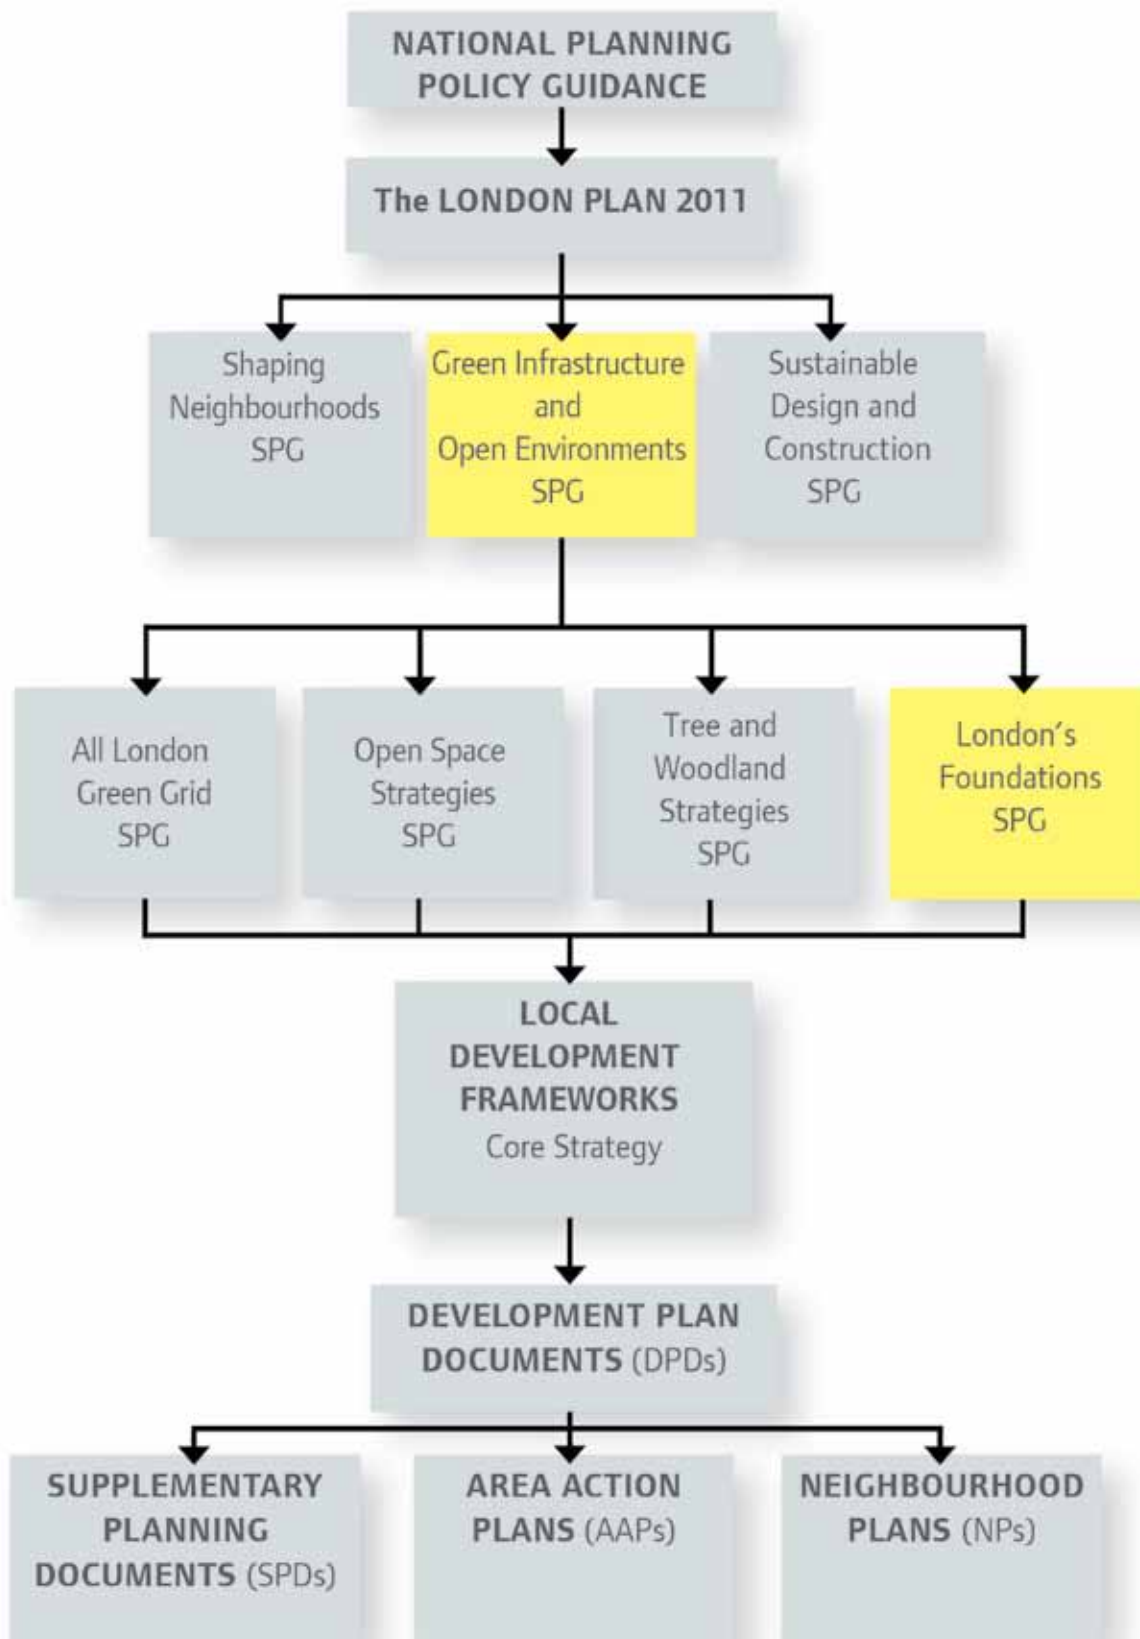 NATIONAL PLANNING
POLICY GUIDANCE
The LONDON PLAN 2011
Shaping
Neighbourhoods
SPG
Green Infrastructure
and
Open Environments
SPG
Sustainable
Design and
Construction
SPG
All London
Green Grid
SPG
Open Space
Strategies
SPG
Tree and
Woodland
Strategies
SPG
London's
Foundations
SPG
LOCAL
DEVELOPMENT
FRAMEWORKS
Core Strategy
DEVELOPMENT PLAN
DOCUMENTS (DPDs)
SUPPLEMENTARY
PLANNING
DOCUMENTS (SPDs)
AREA ACTION
PLANS (AAPs)
NEIGHBOURHOOD
PLANS (NPs)